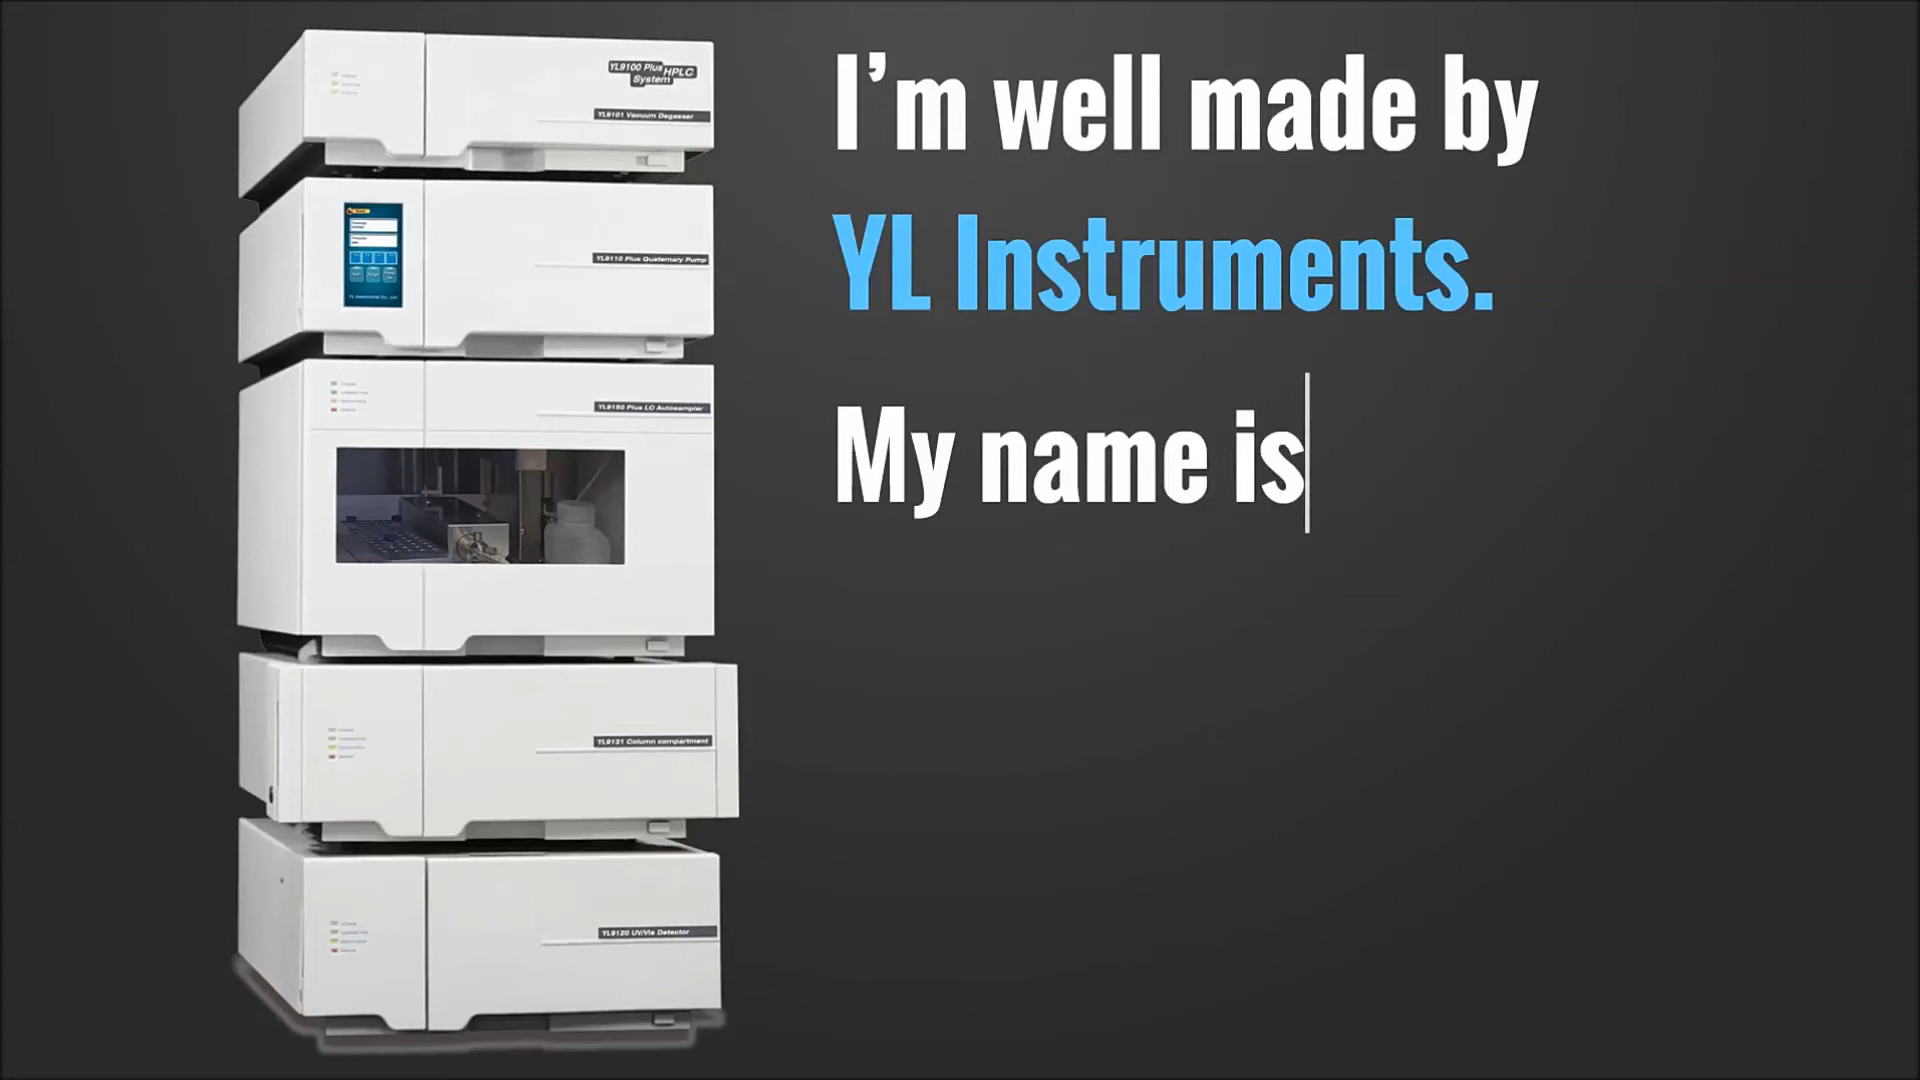 YL9100 Plus HPLC
System
YL9101 Vacuum Degasser
YL9110 Plus Quaternary Pump
YL9150 Plus LC Autosampler
YL9131 Column compartment
YL9120 UV/Vis Detector
I'm well made by
YL Instruments.
My name is